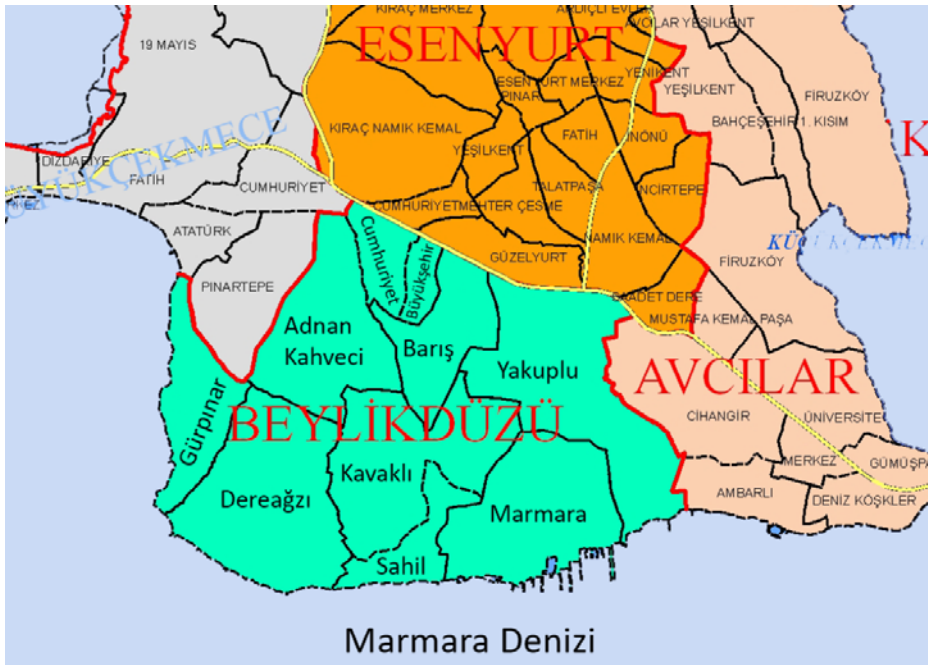 KIRAÇ MERKEZ
ARDIÇLI EVLER
AVCILAR YEŞİLKENT
19 MAYIS
ESENYURT
ESENYURT MERKEZ
PINAR
YENİKENT
YEŞİLKENT
FİRUZKÖY
BAHÇEŞEHİR 1. KISIM
KIRAÇ NAMIK KEMAL
YEŞİLKENT
FATİH
İNÖNÜ
K
DİZDARİYE
ÜYÜKÇEKMECE
FATİH
CUMHURİYET
TALATPAŞA
İNCİRTEPE
KEZİ
CUMHURİYET
MEHTER ÇEŞME
ATATÜRK
NAMIK KEMAL
KÜÇÜKÇEKMECE
GÜZELYURT
FİRUZKÖY
PINARTEPE
Cumhuriyet
Büyükşehir
SAADET DERE
MUSTAFA KEMAL PAŞA
Adnan
Kahveci
Barış
Yakuplu
AVCILAR
Gürpınar
BEYLİKDÜZÜ
CİHANGİR
ÜNİVERSİTE
Kavaklı
MERKEZ
GÜMÜŞPA
Dereağzı
AMBARLI
DENİZ KÖŞKLER
Marmara
Sahil
Marmara Denizi